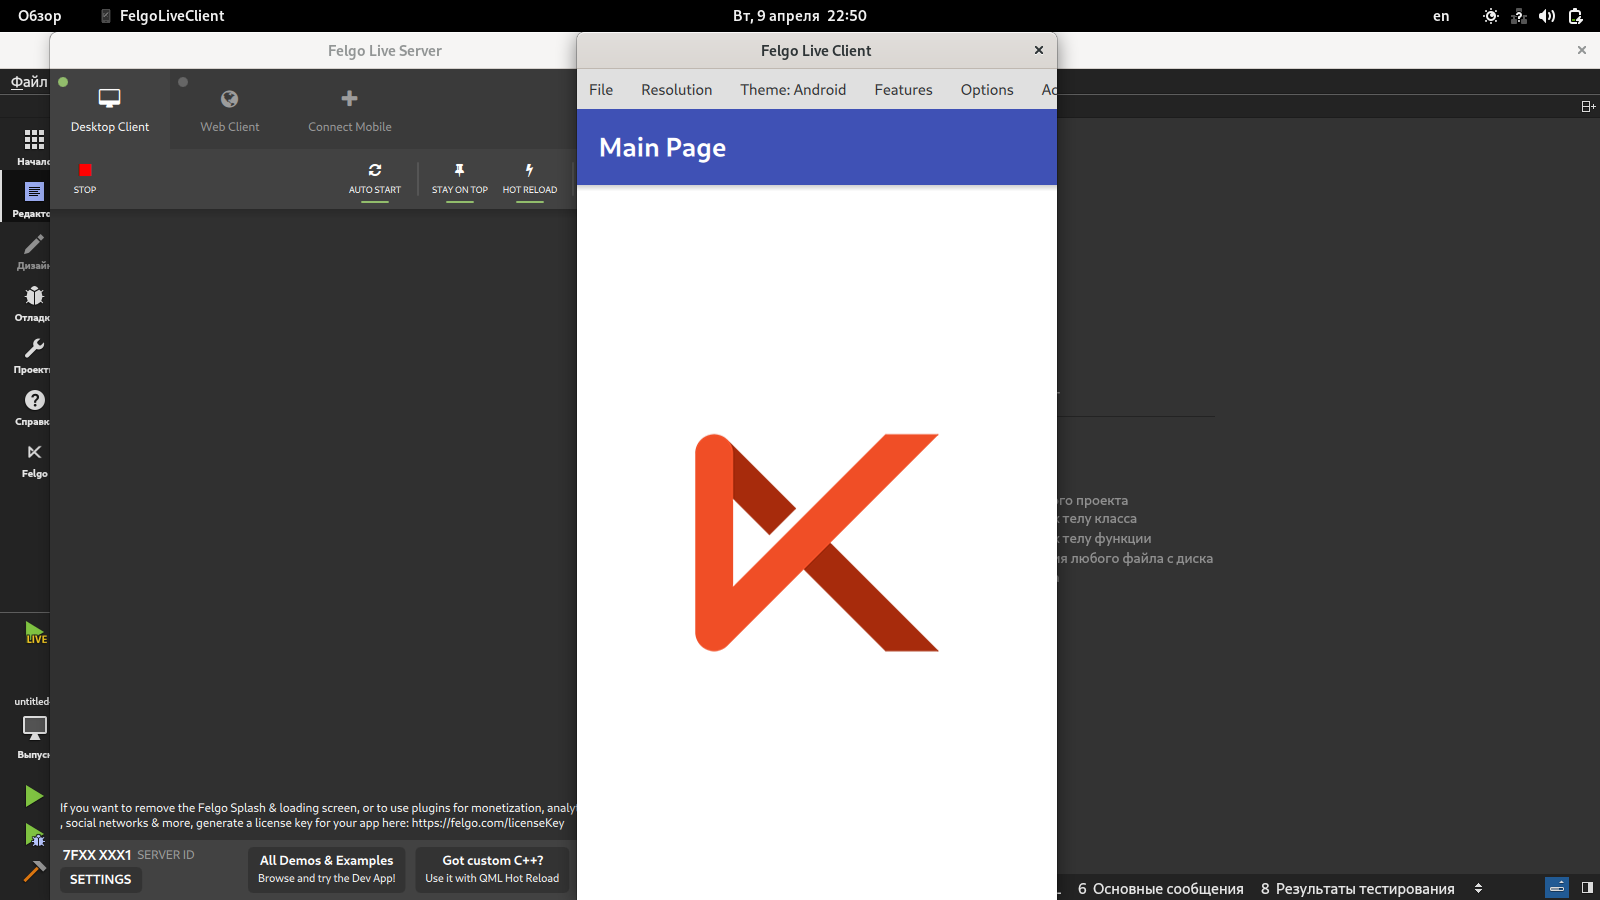 Обзор
FelgoLiveClient
Вт, 9 апреля 22:50
en
Felgo Live Server
Felgo Live Client
Файл
Desktop Client
Web Client
Connect Mobile
File
Resolution
Theme: Android
Features
Options
Main Page
STOP
AUTO START
STAY ON TOP
HOT RELOAD
Начало
Редакто
Дизайн
Отладк
Проекты
Справка
Felgo
ого проекта
к телу класса
к телу функции
ия любого файла с диска
LIVE
untitled
Выпуск
If you want to remove the Felgo Splash & loading screen, or to use plugins for monetization, analyt
, social networks & more, generate a license key for your app here: https://felgo.com/licenseKey
7FXX XXX1 SERVER ID
SETTINGS
All Demos & Examples
Browse and try the Dev App!
Got custom C++?
Use it with QML Hot Reload
6 Основные сообщения
8 Результаты тестирования